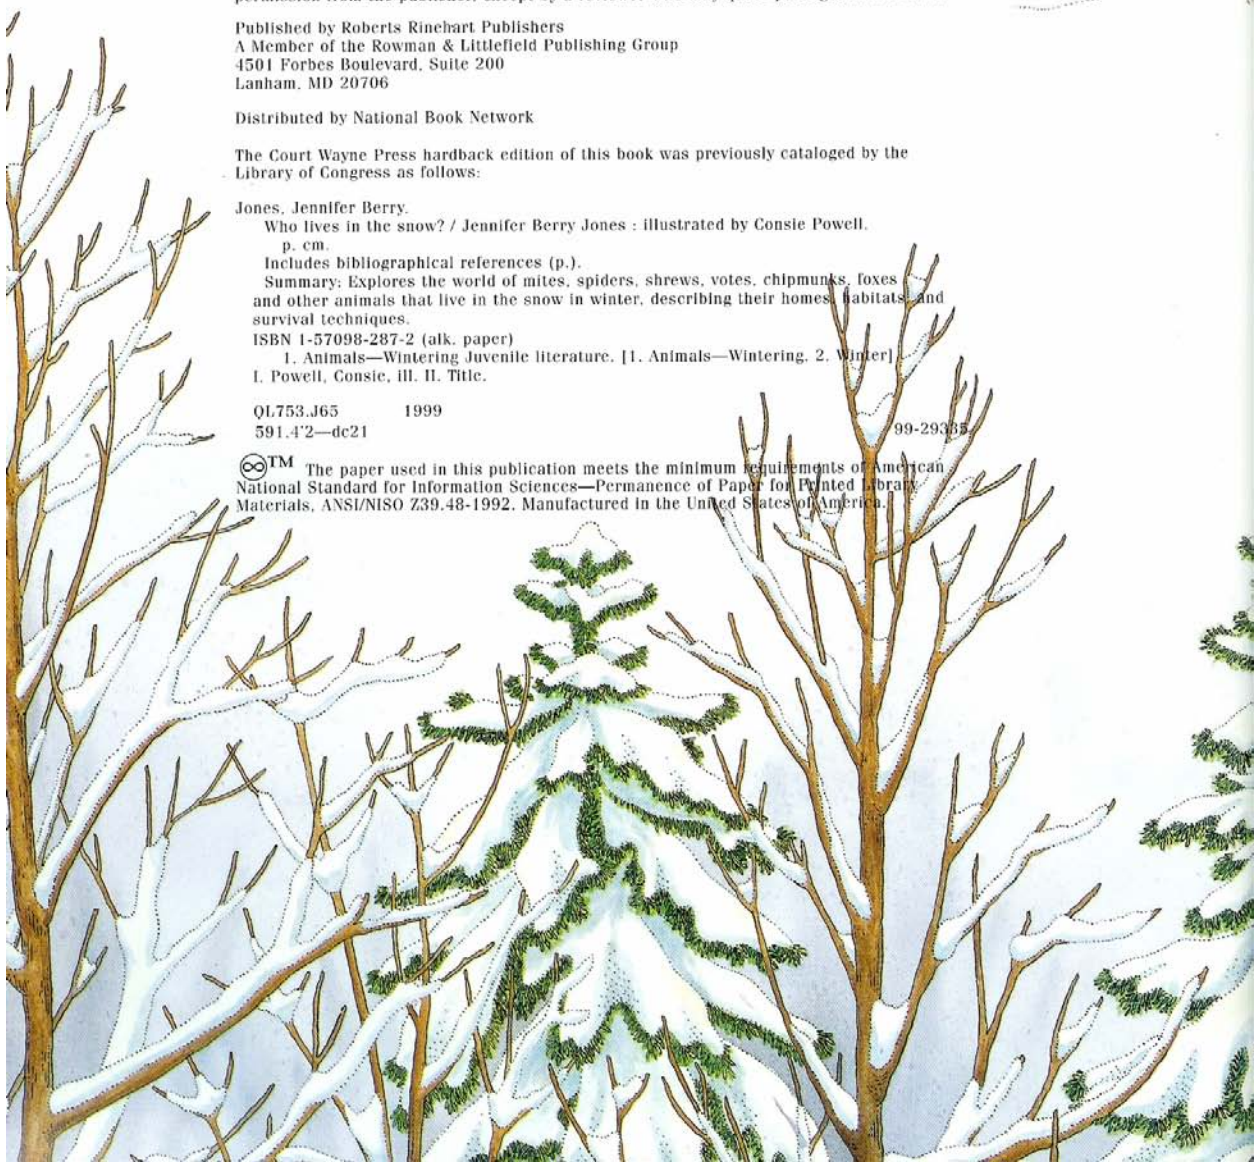 Published by Roberts Rinehart Publishers
A Member of the Rowman & Littlefield Publishing Group
4501 Forbes Boulevard, Suite 200
Lanham, MD 20706
Distributed by National Book Network
The Court Wayne Press hardback edition of this book was previously cataloged by the
Library of Congress as follows:
Jones, Jennifer Berry.
Who lives in the snow? / Jennifer Berry Jones : illustrated by Consie Powell.
p. cm.
Includes bibliographical references (p.).
Summary: Explores the world of mites, spiders, shrews, votes, chipmunks, foxes
and other animals that live in the snow in winter, describing their homes, habitats, and
survival techniques.
ISBN 1-57098-287-2 (alk. paper)
1. Animals—Wintering Juvenile literature. [1. Animals—Wintering. 2. Winter]
I. Powell, Consie, ill. II. Title.
QL753.J65 1999
591.4'2—dc21
99-29335
♾™ The paper used in this publication meets the minimum requirements of American
National Standard for Information Sciences—Permanence of Paper for Printed Library
Materials, ANSI/NISO Z39.48-1992. Manufactured in the United States of America.